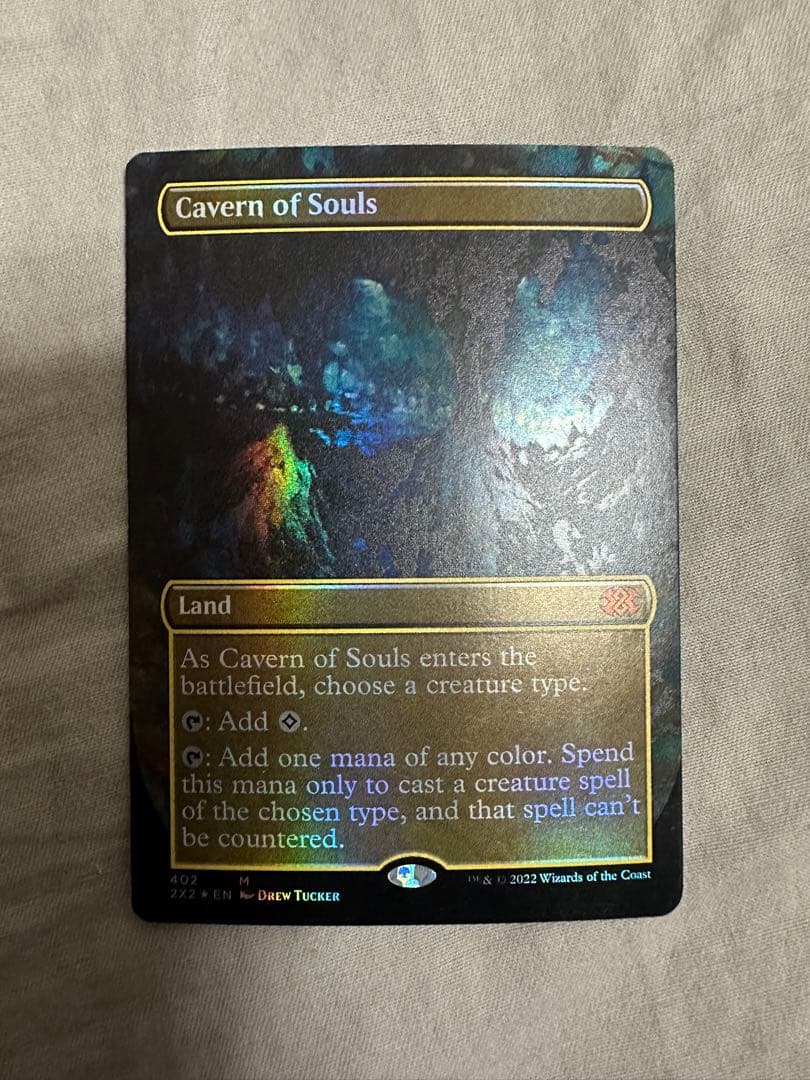 Cavern of Souls
Land
As Cavern of Souls enters the
battlefield, choose a creature type.
: Add .
: Add one mana of any color. Spend
this mana only to cast a creature spell
of the chosen type, and that spell can't
be countered.
402 M
2X2 ★ EN DREW TUCKER
™ & © 2022 Wizards of the Coast